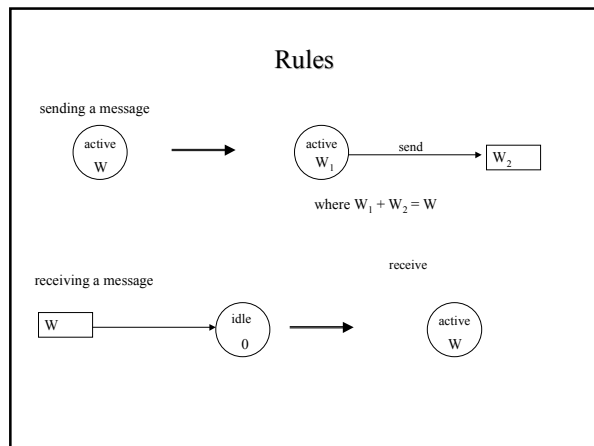 Rules
sending a message
active
W
active
W₁
send
W₂
where W₁ + W₂ = W
receive
receiving a message
W
idle
0
active
W